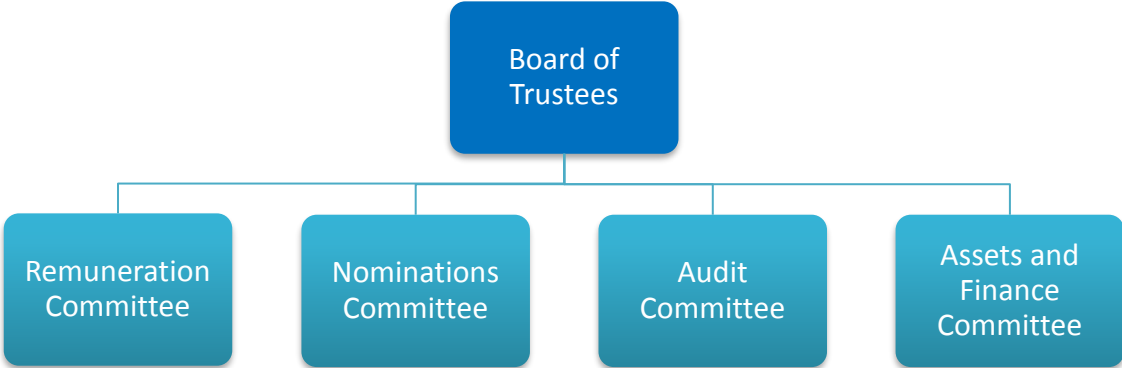 Board of
Trustees
Remuneration
Committee
Nominations
Committee
Audit
Committee
Assets and
Finance
Committee